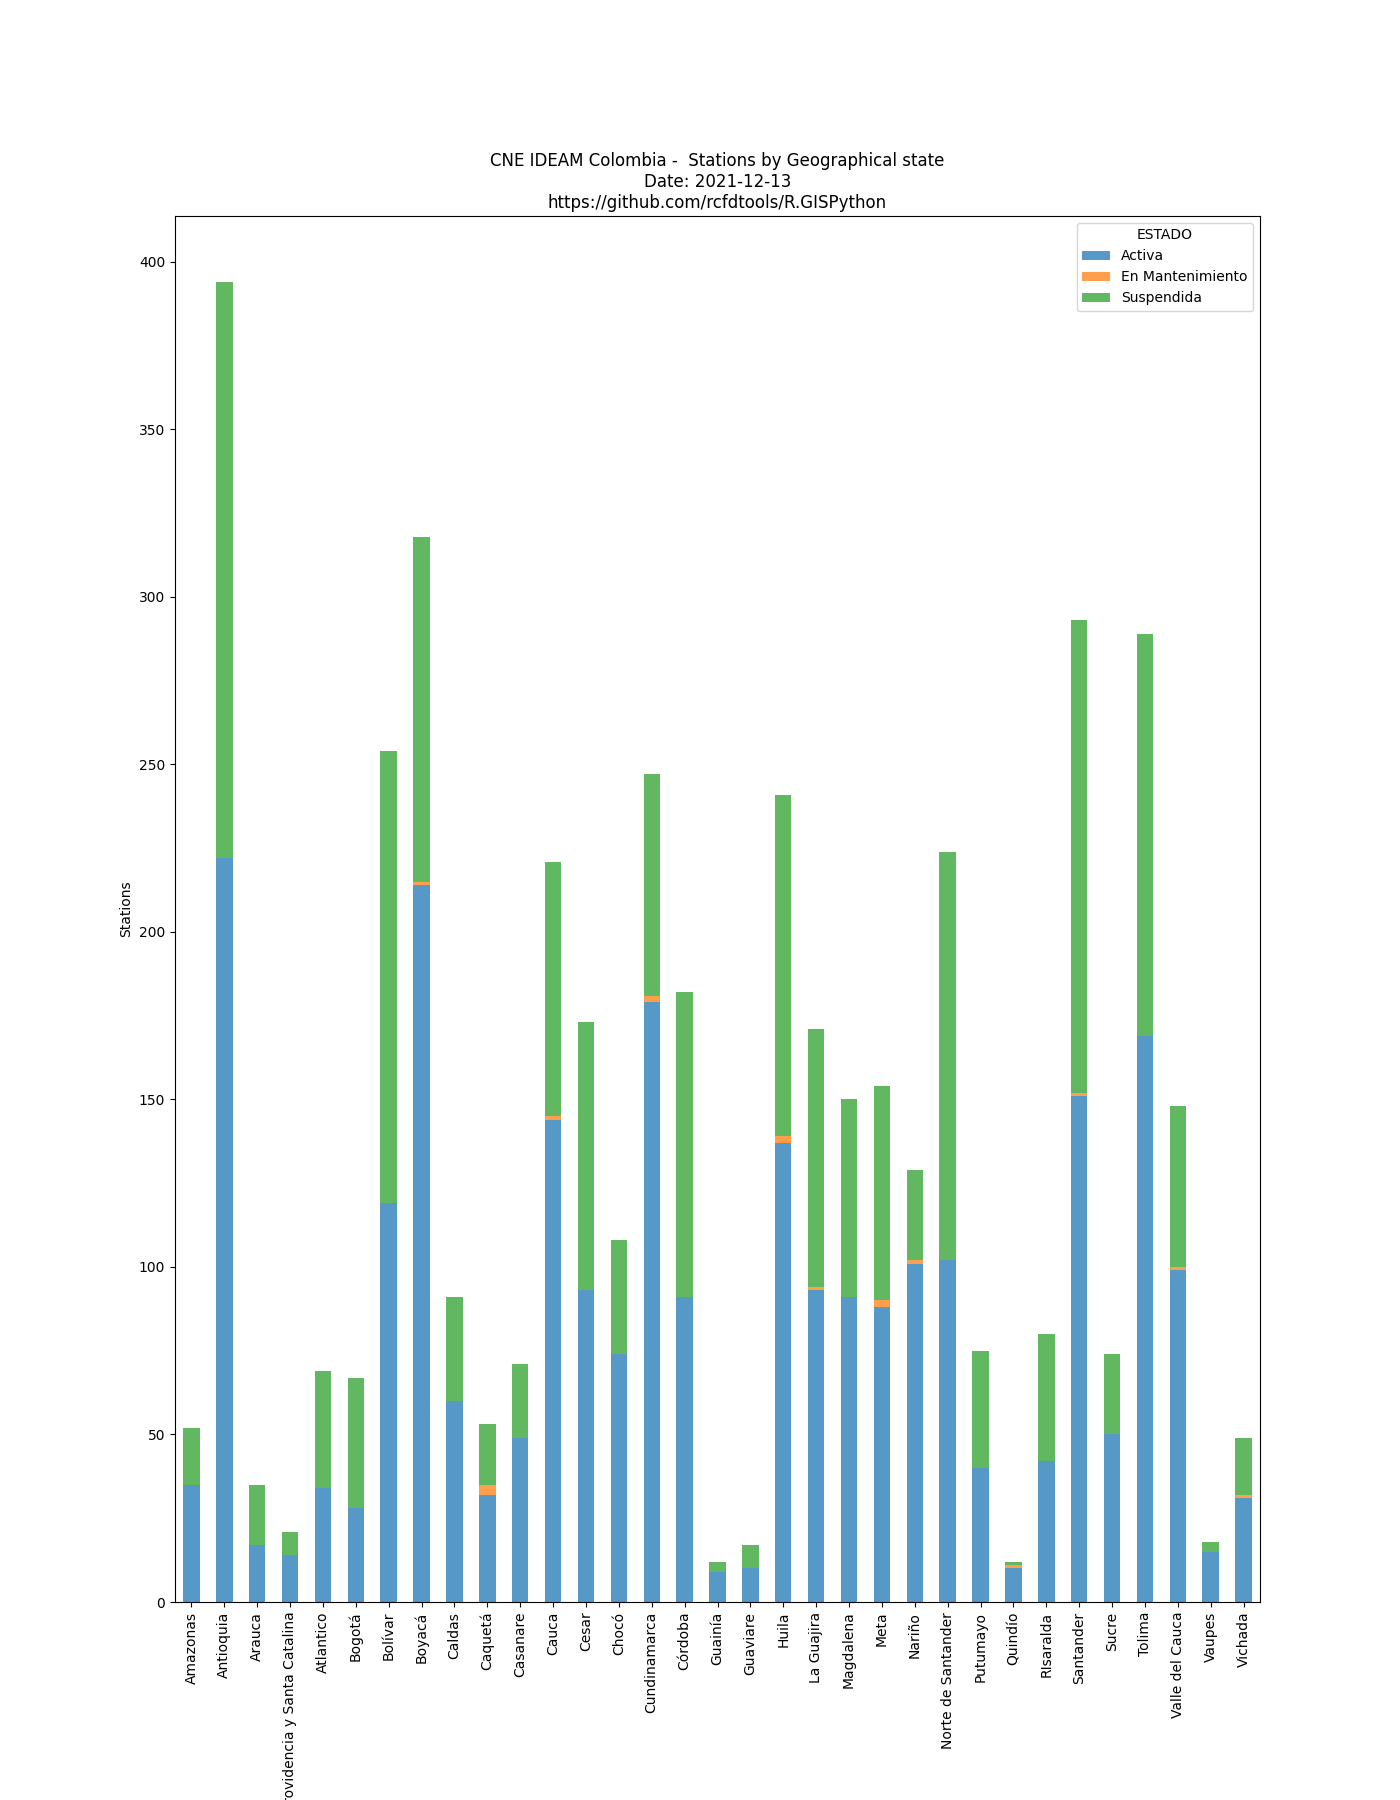 CNE IDEAM Colombia -  Stations by Geographical state
Date: 2021-12-13
https://github.com/rcfdtools/R.GISPython
ESTADO
Activa
En Mantenimiento
Suspendida
Stations
400
350
300
250
200
150
100
50
0
Amazonas
Antioquia
Arauca
rovidencia y Santa Catalina
Atlantico
Bogotá
Bolívar
Boyacá
Caldas
Caquetá
Casanare
Cauca
Cesar
Chocó
Cundinamarca
Córdoba
Guainía
Guaviare
Huila
La Guajira
Magdalena
Meta
Nariño
Norte de Santander
Putumayo
Quindío
RIsaralda
Santander
Sucre
Tolima
Valle del Cauca
Vaupes
Vichada